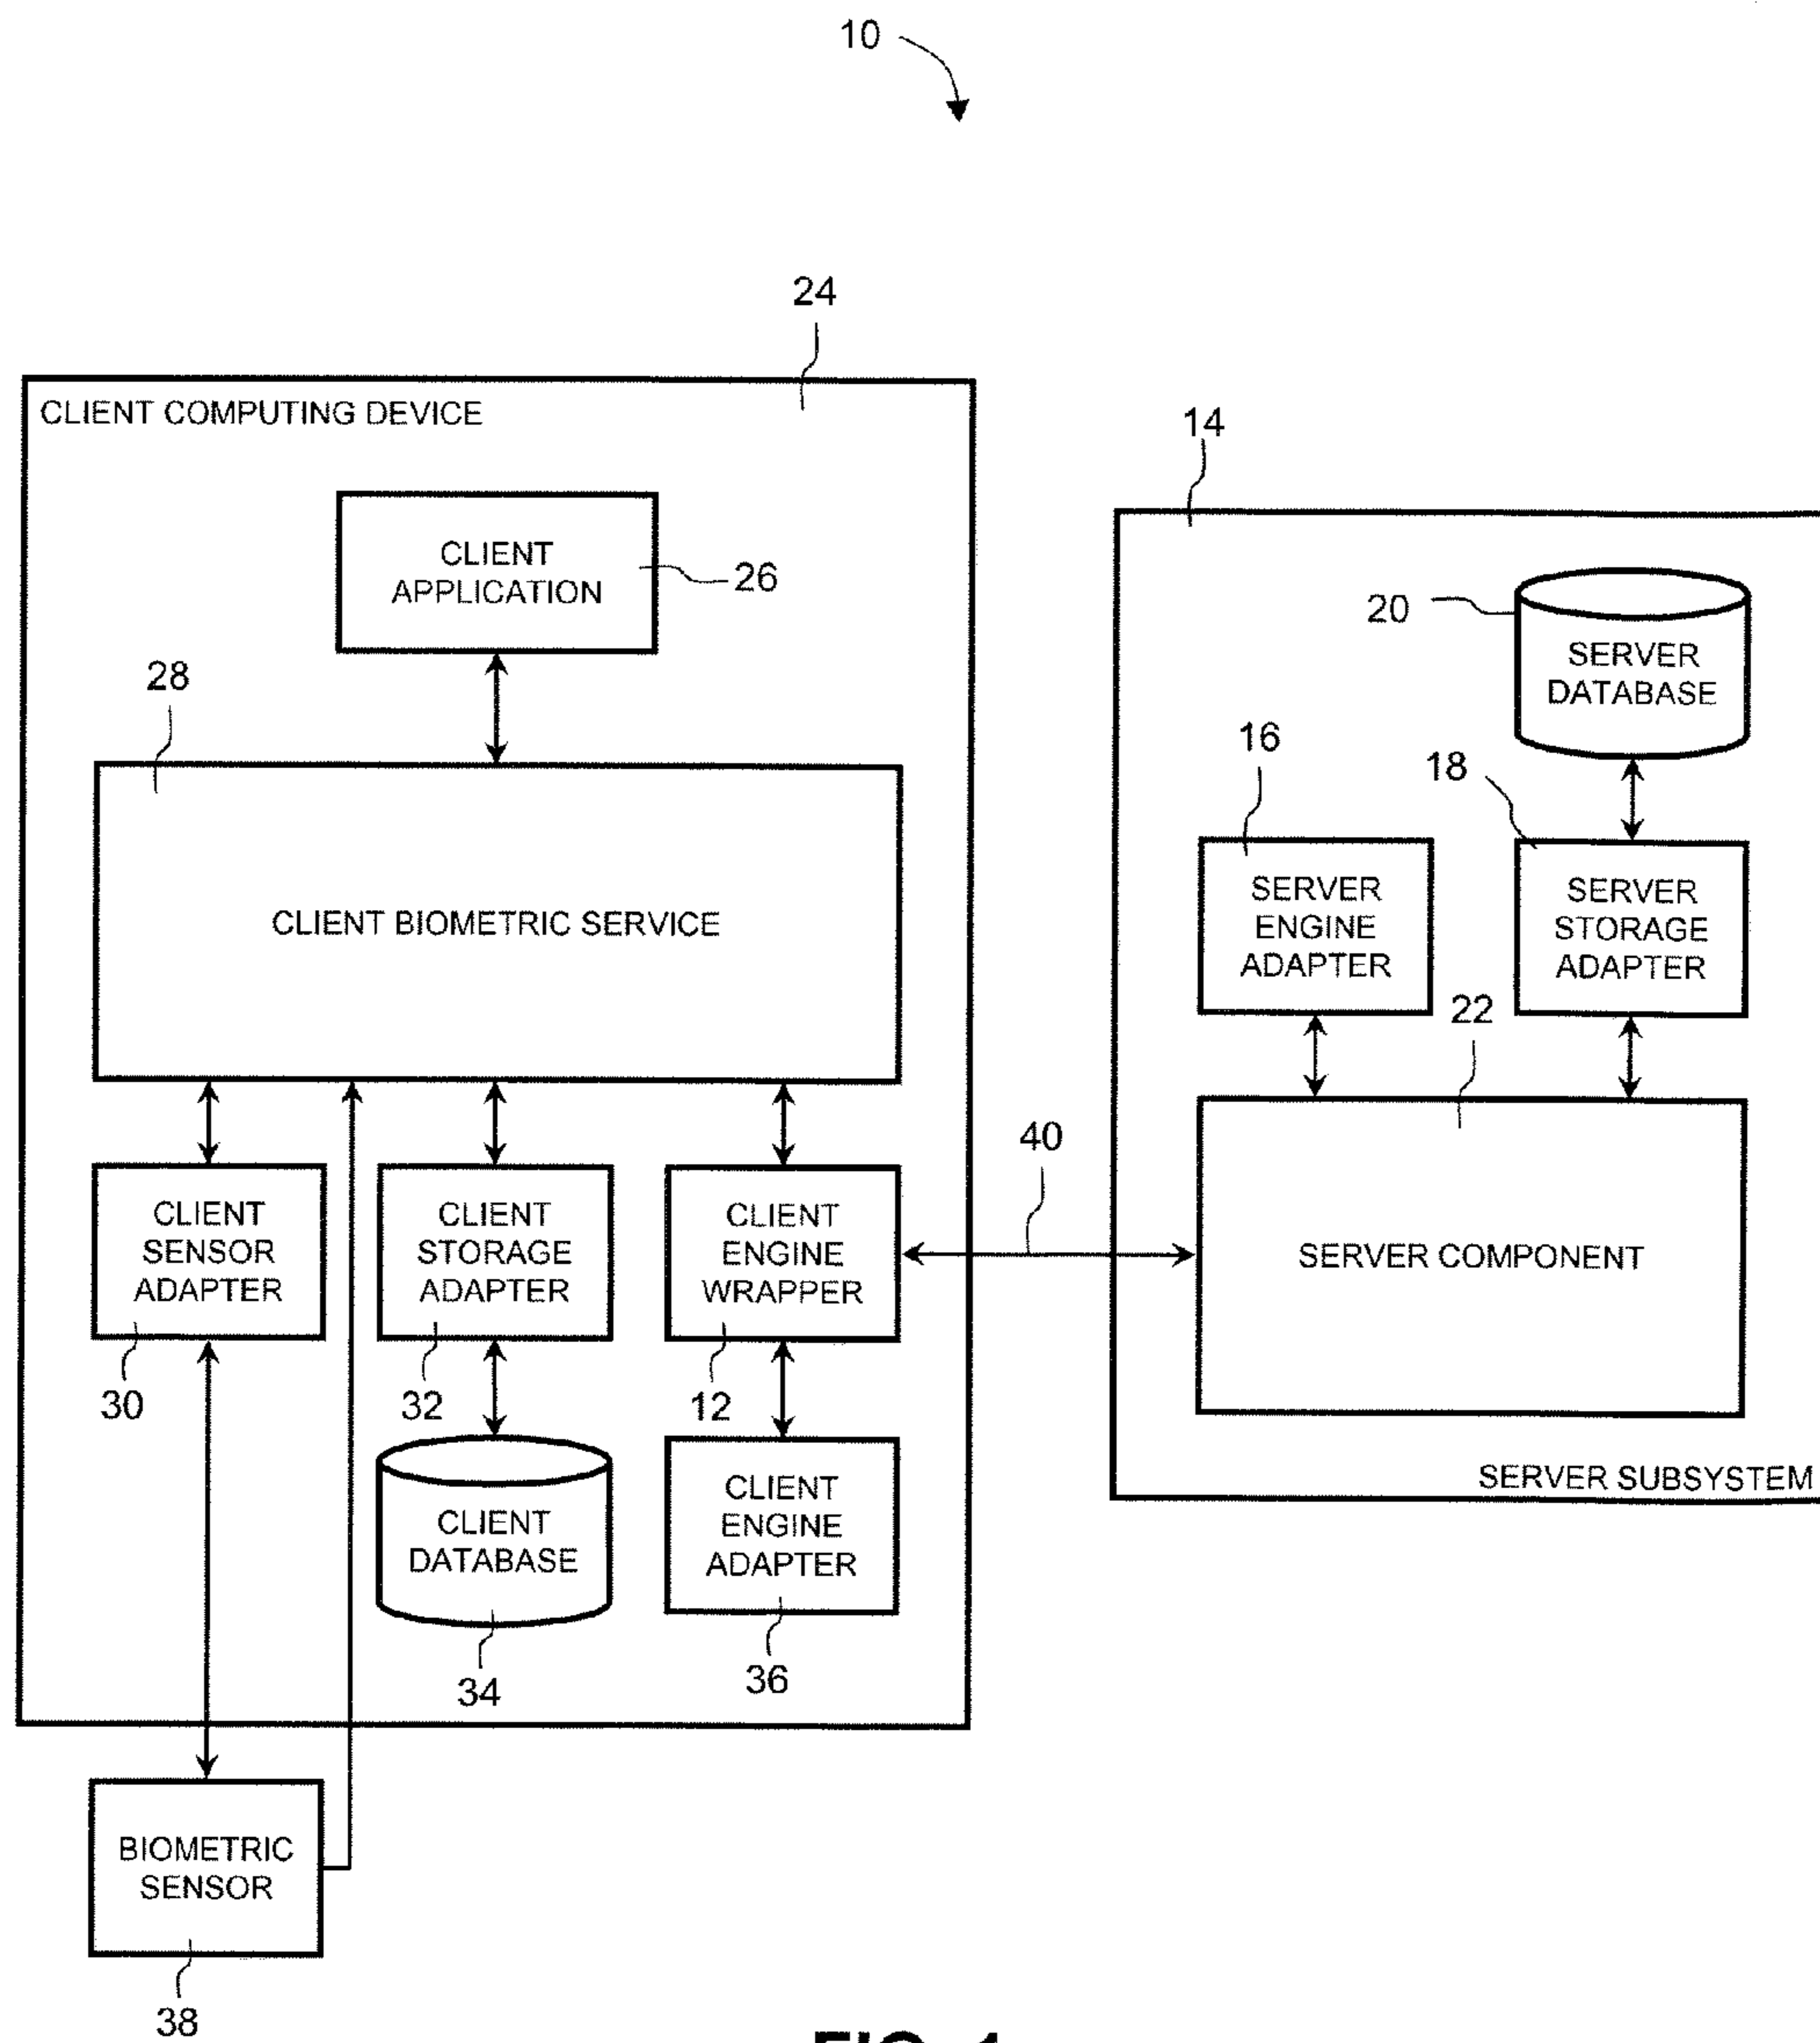 10
24
CLIENT COMPUTING DEVICE
14
CLIENT
APPLICATION
26
20
SERVER
DATABASE
28
16
18
CLIENT BIOMETRIC SERVICE
SERVER
ENGINE
ADAPTER
SERVER
STORAGE
ADAPTER
22
40
CLIENT
SENSOR
ADAPTER
CLIENT
STORAGE
ADAPTER
CLIENT
ENGINE
WRAPPER
SERVER COMPONENT
30
32
12
SERVER SUBSYSTEM
CLIENT
DATABASE
CLIENT
ENGINE
ADAPTER
34
36
BIOMETRIC
SENSOR
38
FIG. 1